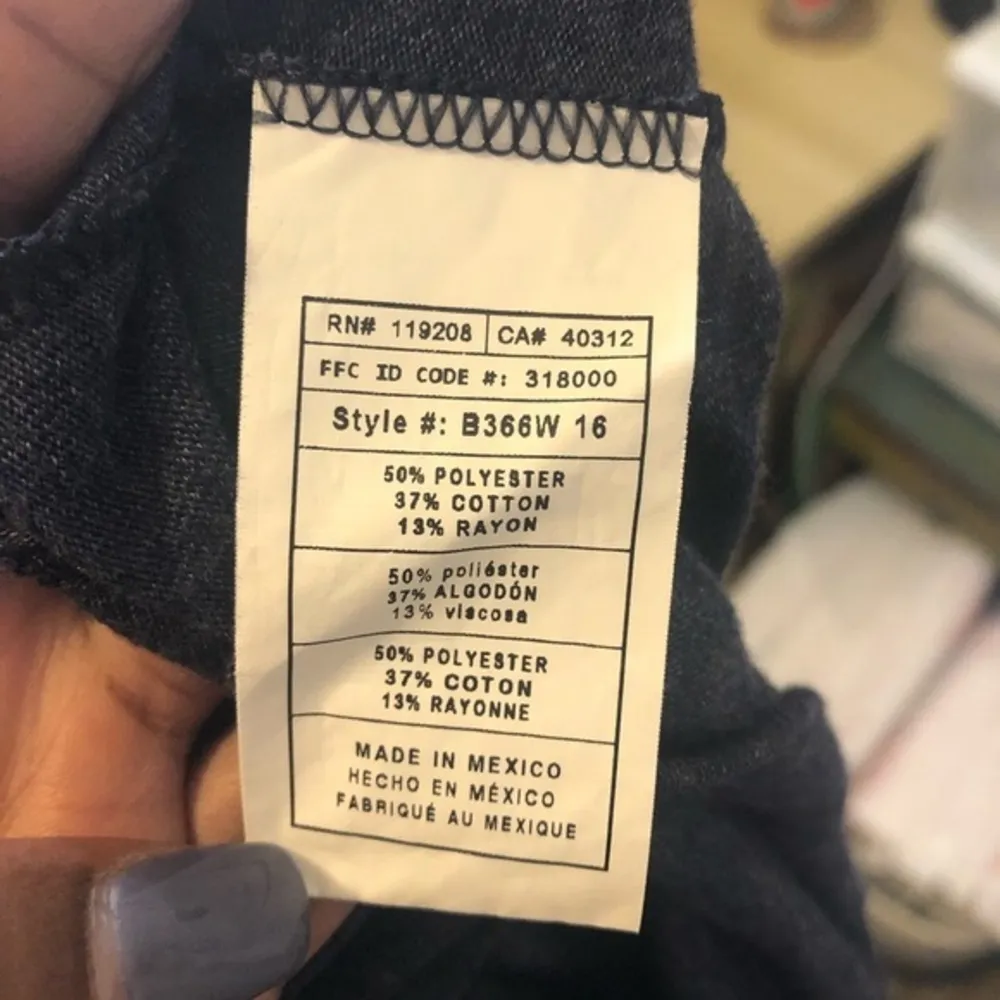 RN# 119208 CA# 40312
FFC ID CODE #: 318000
Style #: B366W 16
50% POLYESTER
37% COTTON
13% RAYON
50% poliéster
37% ALGODÓN
13% viscosa
50% POLYESTER
37% COTON
13% RAYONNE
MADE IN MEXICO
HECHO EN MÉXICO
FABRIQUÉ AU MEXIQUE